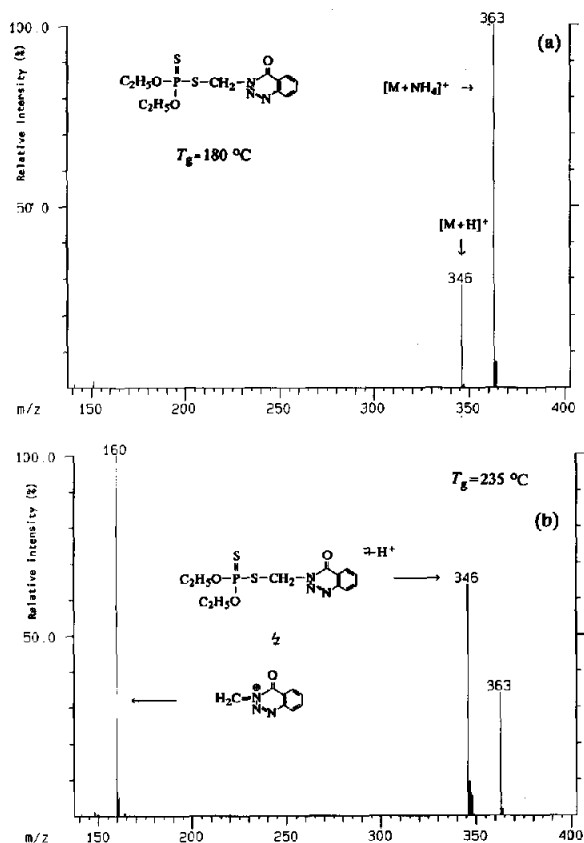 100.0
363
(a)
S
O
C₂H₅O-P-S-CH₂-N
C₂H₅O
N
N
[M+NH₄]⁺ →
Tg=180 °C
Relative Intensity (%)
50.0
[M+H]⁺
↓
346
m/z
150
200
250
300
350
400
160
100.0
Tg=235 °C
(b)
Relative Intensity (%)
+H⁺
S
O
C₂H₅O-P-S-CH₂-N
C₂H₅O
N
N
346
50.0
363
O
H₂C=N
⊕
N
N
m/z
150
200
250
300
350
400